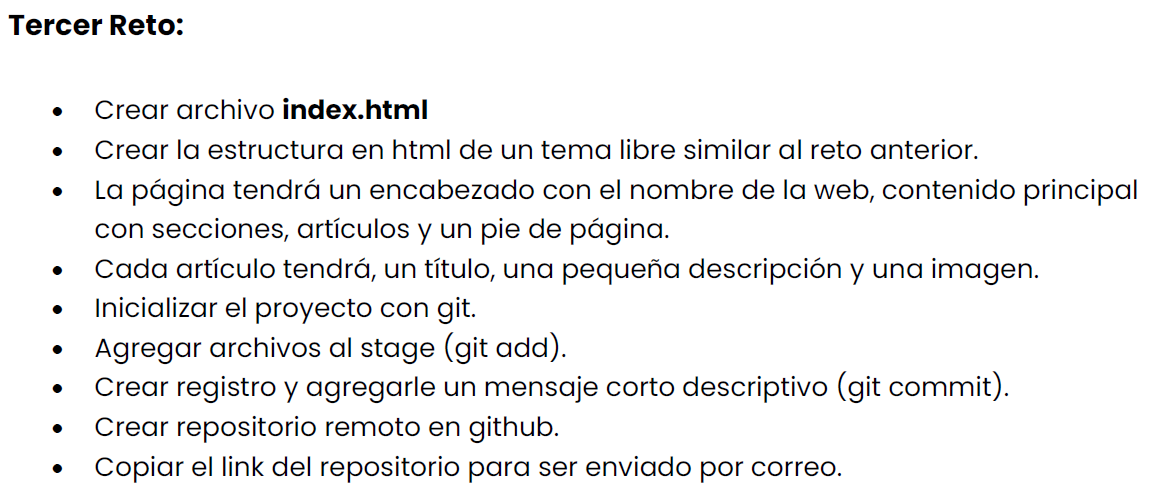 Tercer Reto:
• Crear archivo index.html
• Crear la estructura en html de un tema libre similar al reto anterior.
• La página tendrá un encabezado con el nombre de la web, contenido principal
con secciones, artículos y un pie de página.
• Cada artículo tendrá, un título, una pequeña descripción y una imagen.
• Inicializar el proyecto con git.
• Agregar archivos al stage (git add).
• Crear registro y agregarle un mensaje corto descriptivo (git commit).
• Crear repositorio remoto en github.
• Copiar el link del repositorio para ser enviado por correo.